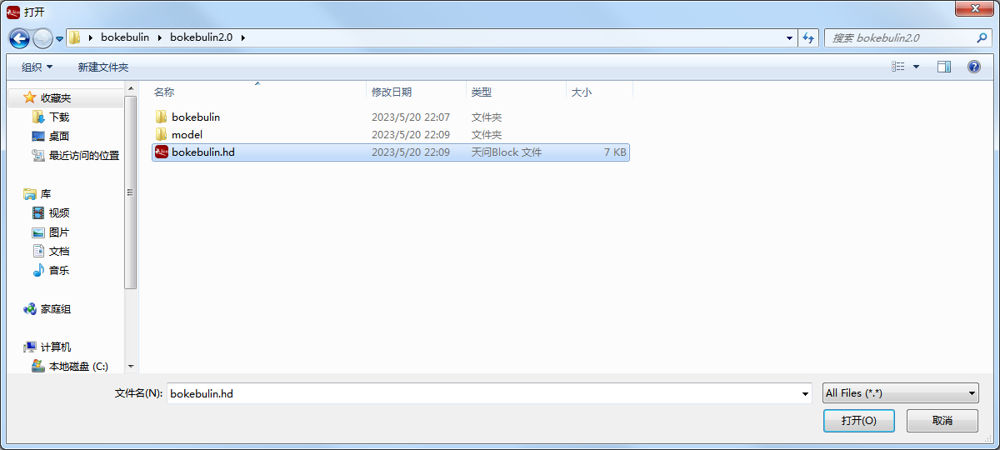 打开
bokebulin bokebulin2.0 搜索 bokebulin2.0
组织 新建文件夹
名称 修改日期 类型 大小
收藏夹
下载
桌面
最近访问的位置
库
视频
图片
文档
音乐
家庭组
计算机
本地磁盘 (C:)
bokebulin 2023/5/20 22:07 文件夹
model 2023/5/20 22:09 文件夹
bokebulin.hd 2023/5/20 22:09 天问Block 文件 7 KB
文件名(N): bokebulin.hd All Files (*.*)
打开(O) 取消